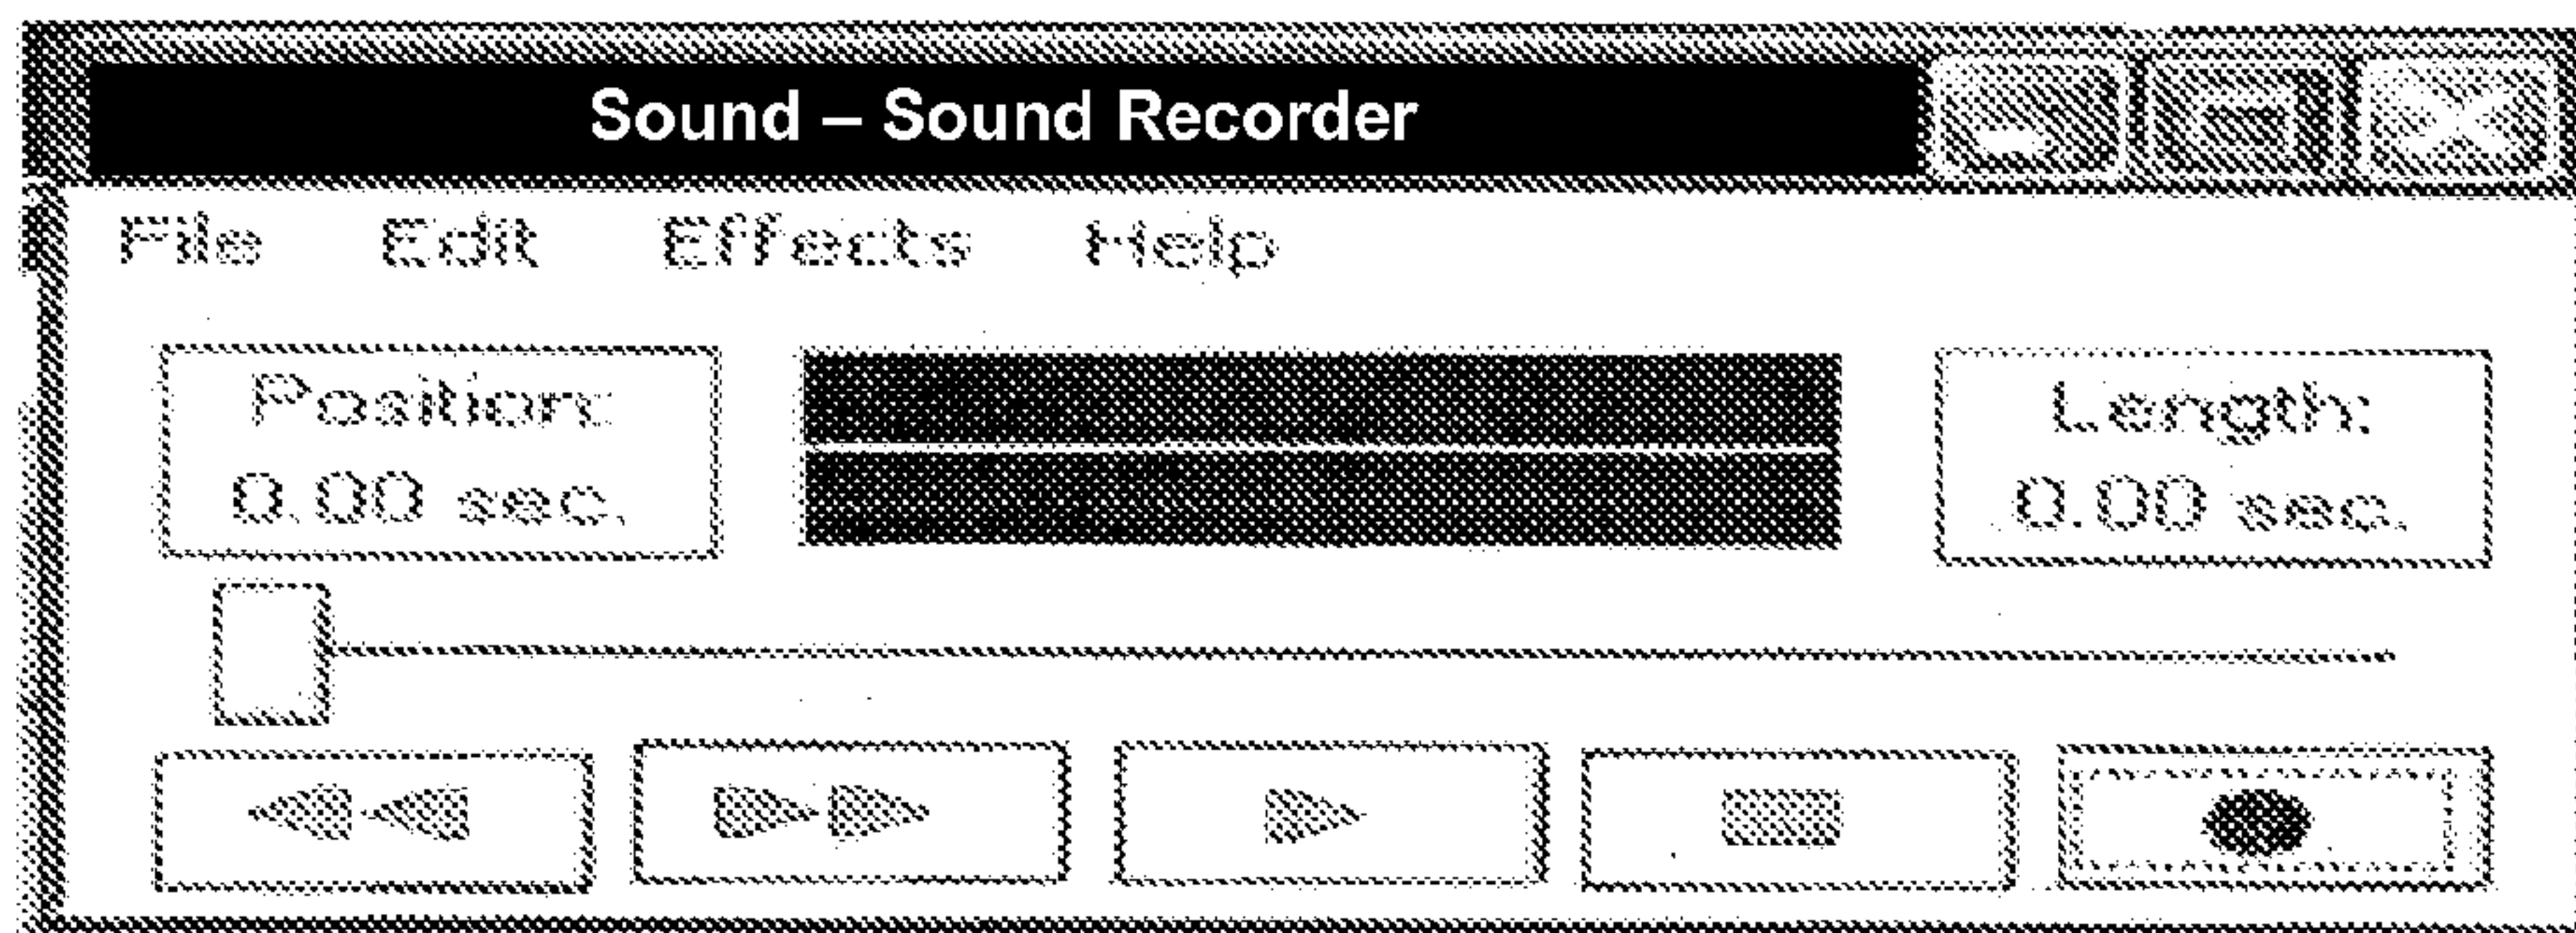 Sound – Sound Recorder
File Edit Effects Help
Position:
0.00 sec.
Length:
0.00 sec.